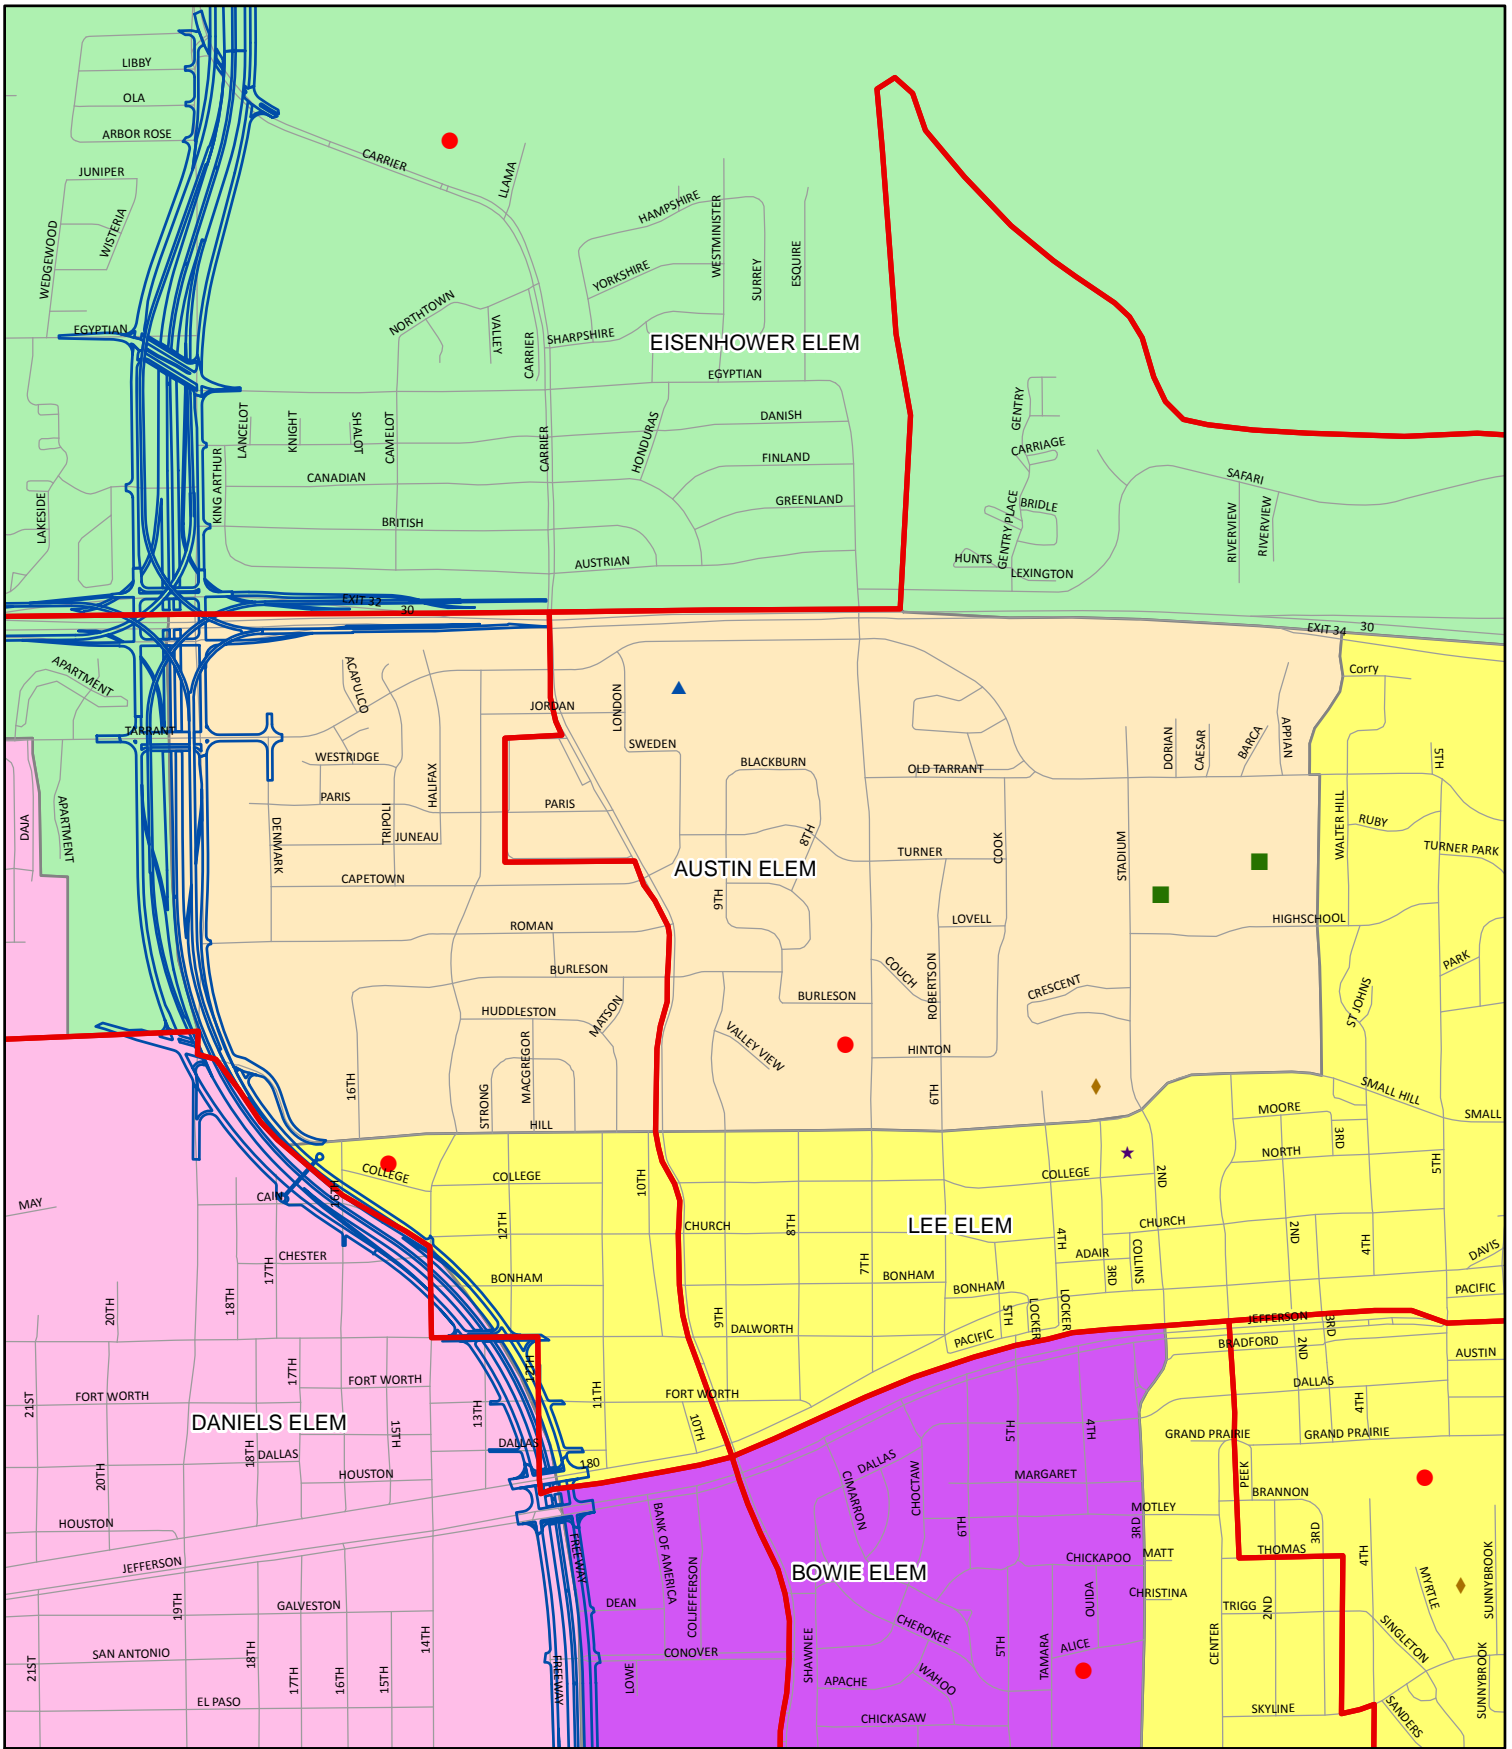 LIBBY
OLA
ARBOR ROSE
CARRIER
LLAMA
JUNIPER
WISTERIA
WEDGEWOOD
HAMPSHIRE
WESTMINISTER
YORKSHIRE
SURREY
ESQUIRE
NORTHTOWN
VALLEY
CARRIER
SHARPSHIRE
EGYPTIAN
EISENHOWER ELEM
EGYPTIAN
LANCELOT
KNIGHT
SHALOT
CAMELOT
CARRIER
HONDURAS
DANISH
GENTRY
CARRIAGE
FINLAND
KING ARTHUR
CANADIAN
GREENLAND
SAFARI
LAKESIDE
BRITISH
GENTRY PLACE
BRIDLE
RIVERVIEW
RIVERVIEW
AUSTRIAN
HUNTS
LEXINGTON
EXIT 32
30
EXIT 34
30
APARTMENT
ACAPULCO
Corry
JORDAN
LONDON
TARRANT
SWEDEN
DORIAN
CAESAR
BARCA
APPIAN
5TH
WESTRIDGE
HALIFAX
BLACKBURN
OLD TARRANT
PARIS
PARIS
TRIPOLI
JUNEAU
DENMARK
DAJA
APARTMENT
8TH
TURNER
COOK
STADIUM
WALTER HILL
RUBY
TURNER PARK
AUSTIN ELEM
CAPETOWN
9TH
ROMAN
LOVELL
HIGHSCHOOL
BURLESON
BURLESON
COUCH
ROBERTSON
CRESCENT
PARK
ST JOHNS
HUDDLESTON
MATSON
VALLEY VIEW
HINTON
16TH
STRONG
MACGREGOR
HILL
6TH
SMALL HILL
SMALL
MOORE
3RD
NORTH
5TH
COLLEGE
COLLEGE
10TH
COLLEGE
2ND
MAY
CAIN
16TH
12TH
CHURCH
8TH
LEE ELEM
4TH
CHURCH
2ND
4TH
CHESTER
17TH
BONHAM
7TH
BONHAM
BONHAM
ADAIR
3RD
COLLINS
DAVIS
PACIFIC
20TH
18TH
9TH
DALWORTH
PACIFIC
5TH
LOCKER
LOCKER
JEFFERSON
3RD
BRADFORD
2ND
AUSTIN
21ST
FORT WORTH
17TH
FORT WORTH
12TH
11TH
FORT WORTH
DALLAS
4TH
DANIELS ELEM
15TH
13TH
10TH
5TH
4TH
GRAND PRAIRIE
GRAND PRAIRIE
18TH
DALLAS
DALLAS
180
DALLAS
20TH
HOUSTON
CIMARRON
CHOCTAW
MARGARET
PEEK
BRANNON
HOUSTON
BANK OF AMERICA
6TH
MOTLEY
3RD
3RD
JEFFERSON
FREEWAY
COLJEFFERSON
BOWIE ELEM
CHICKAPOO
MATT
THOMAS
4TH
MYRTLE
SUNNYBROOK
19TH
GALVESTON
DEAN
OUIDA
CHRISTINA
TRIGG
2ND
SINGLETON
CHEROKEE
21ST
SAN ANTONIO
18TH
17TH
16TH
15TH
14TH
FREEWAY
LOWE
CONOVER
SHAWNEE
APACHE
WAHOO
5TH
TAMARA
ALICE
CENTER
SUNNYBROOK
EL PASO
CHICKASAW
SKYLINE
SANDERS